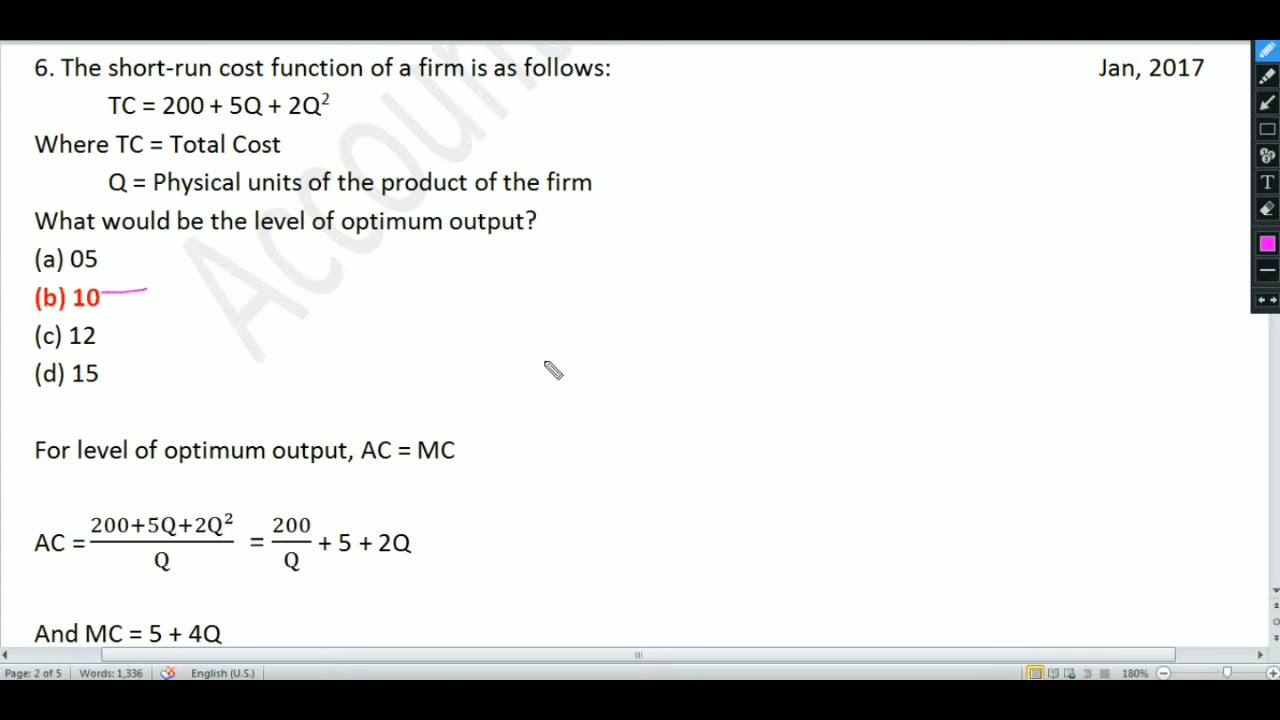 6. The short-run cost function of a firm is as follows: Jan, 2017
TC = 200 + 5Q + 2Q²
Where TC = Total Cost
Q = Physical units of the product of the firm
What would be the level of optimum output?
(a) 05
(b) 10
(c) 12
(d) 15
For level of optimum output, AC = MC
AC = (200+5Q+2Q²)/Q = 200/Q + 5 + 2Q
And MC = 5 + 4Q
Page: 2 of 5 Words: 1,336 English (U.S.) 180%
Accoun
T